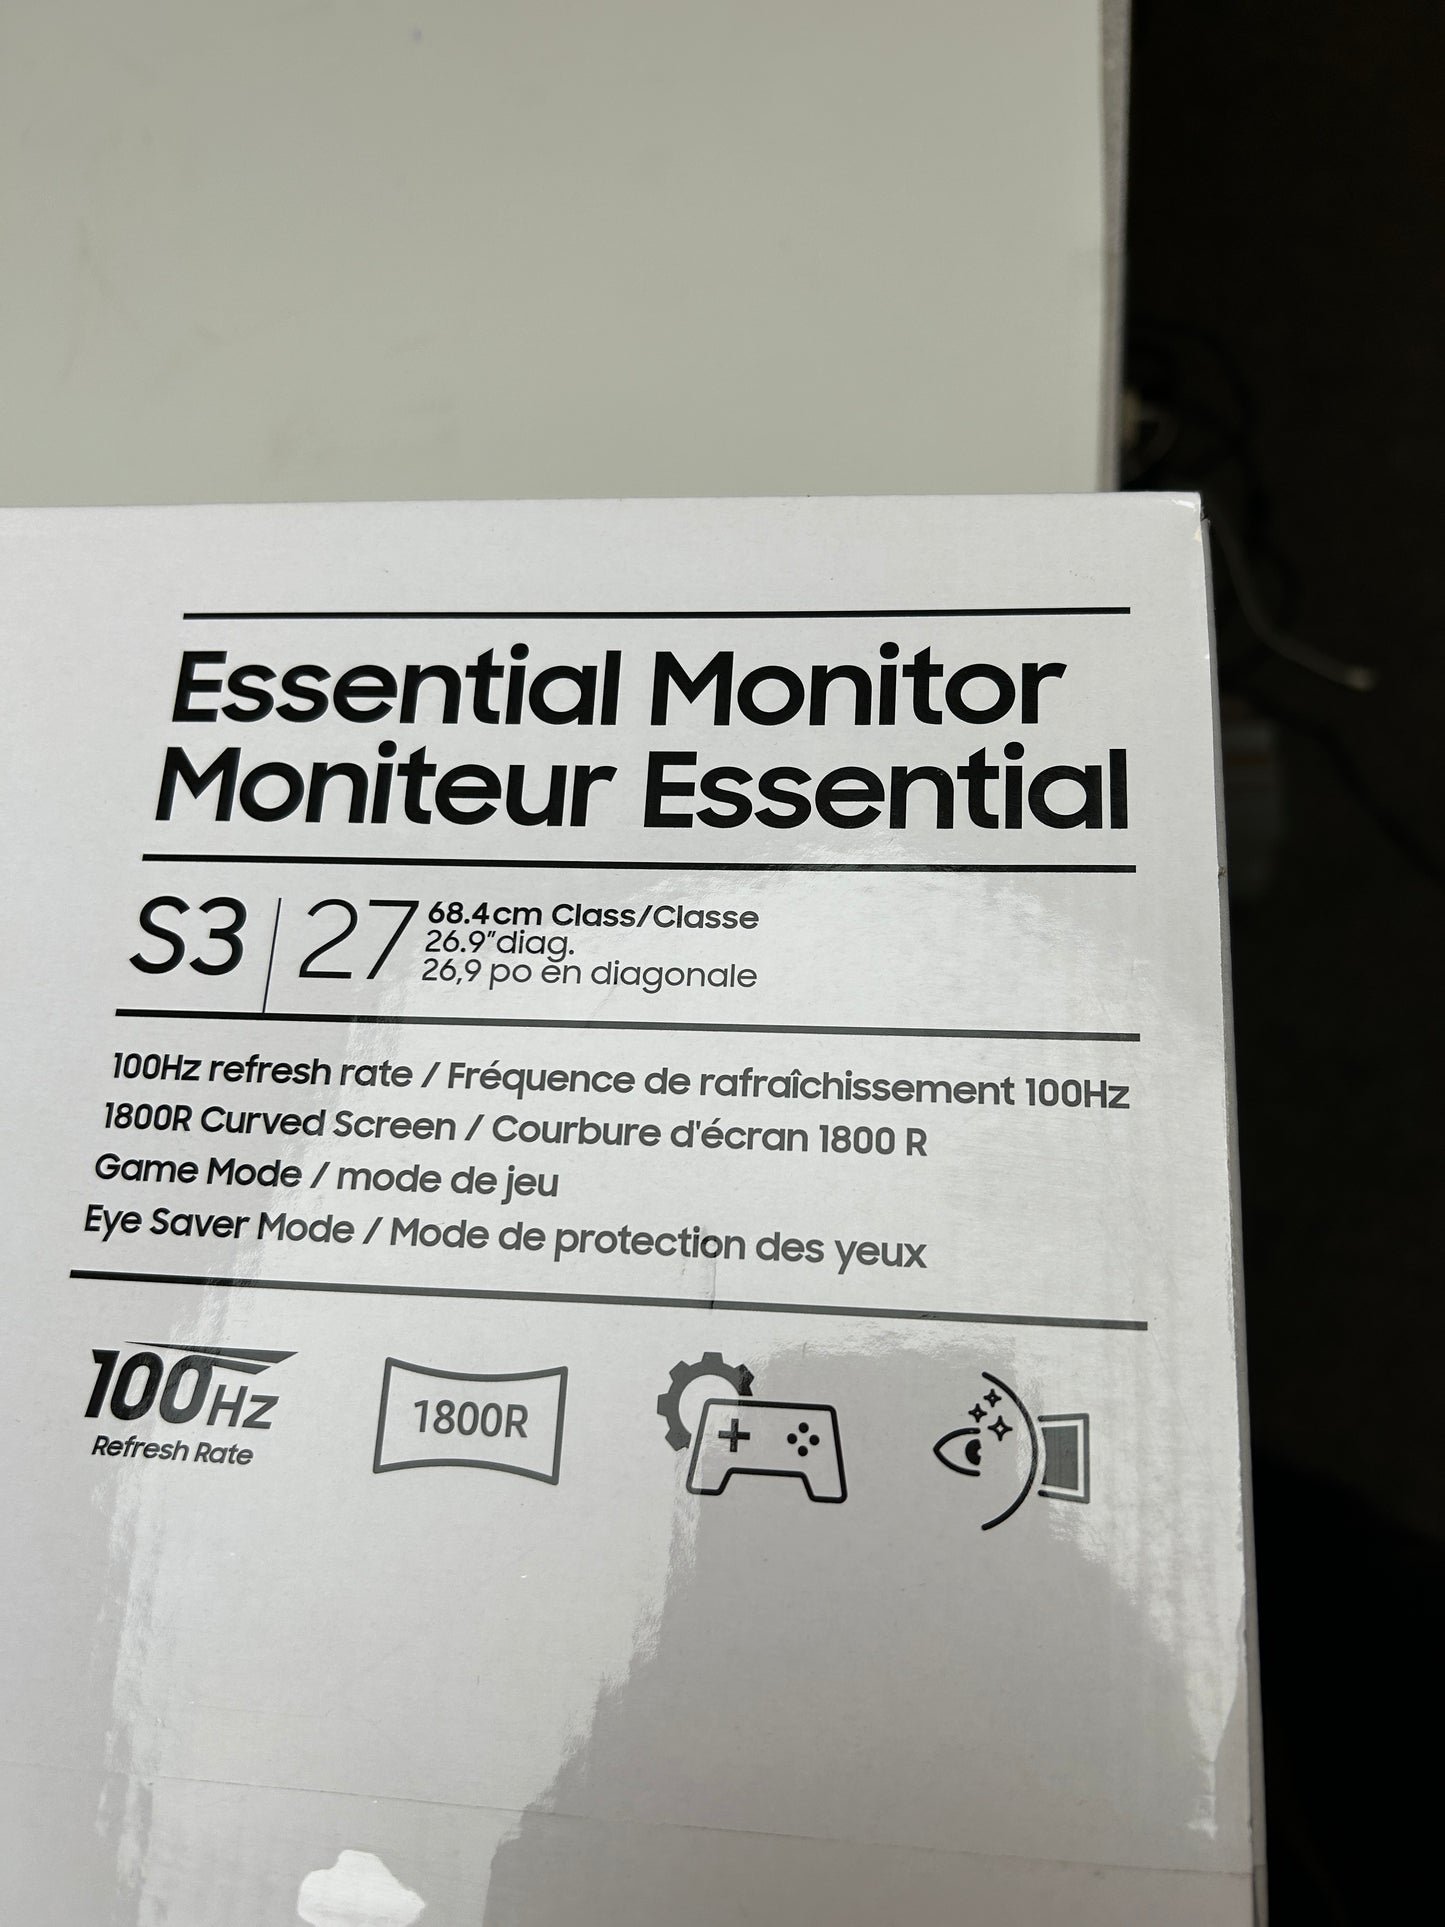 Essential Monitor
Moniteur Essential
S3 | 27 68.4cm Class/Classe
26.9"diag.
26,9 po en diagonale
100Hz refresh rate / Fréquence de rafraîchissement 100Hz
1800R Curved Screen / Courbure d'écran 1800 R
Game Mode / mode de jeu
Eye Saver Mode / Mode de protection des yeux
100Hz 1800R
Refresh Rate